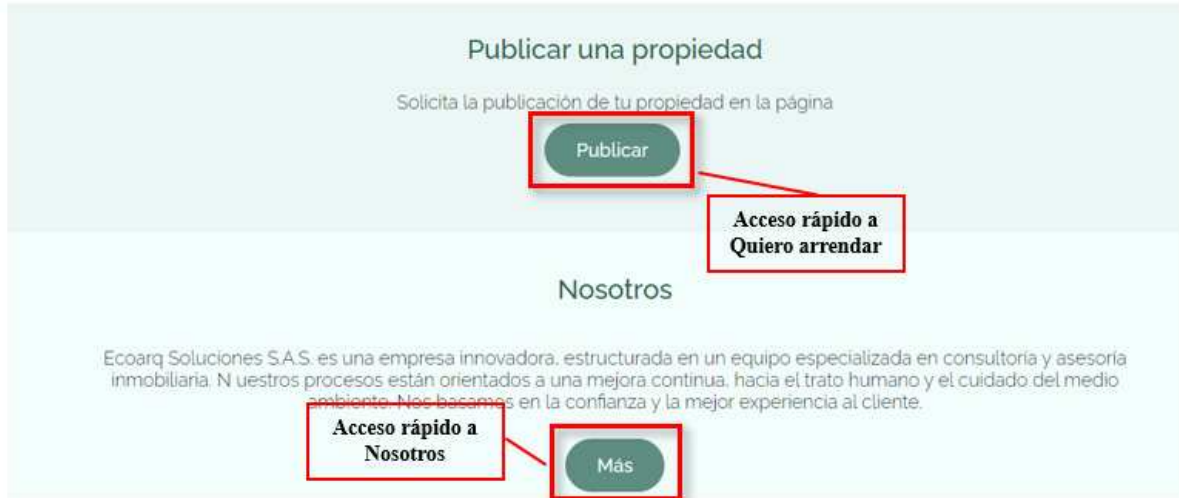 Publicar una propiedad
Solicita la publicación de tu propiedad en la página
Publicar
Acceso rápido a
Quiero arrendar
Nosotros
Ecoarq Soluciones S.A.S. es una empresa innovadora, estructurada en un equipo especializada en consultoría y asesoría
inmobiliaria. N uestros procesos están orientados a una mejora continua, hacia el trato humano y el cuidado del medio
ambiente. Nos basamos en la confianza y la mejor experiencia al cliente.
Acceso rápido a
Nosotros
Más